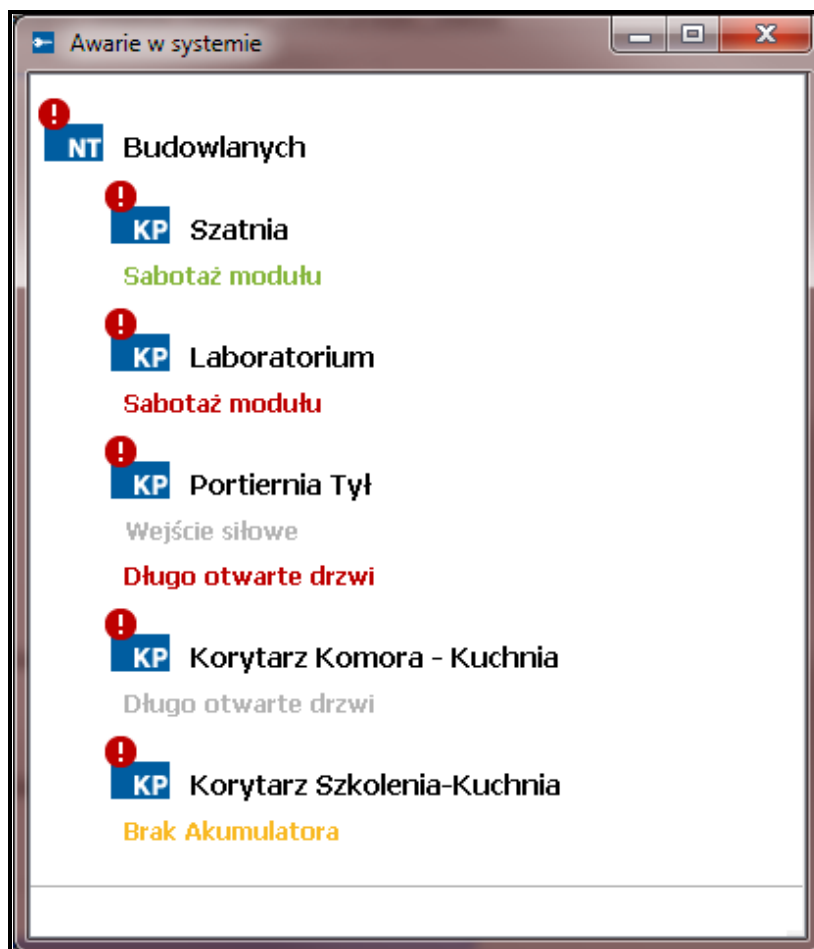 Awarie w systemie
! NT Budowlanych
! KP Szatnia
Sabotaż modułu
! KP Laboratorium
Sabotaż modułu
! KP Portiernia Tył
Wejście siłowe
Długo otwarte drzwi
! KP Korytarz Komora - Kuchnia
Długo otwarte drzwi
! KP Korytarz Szkolenia-Kuchnia
Brak Akumulatora